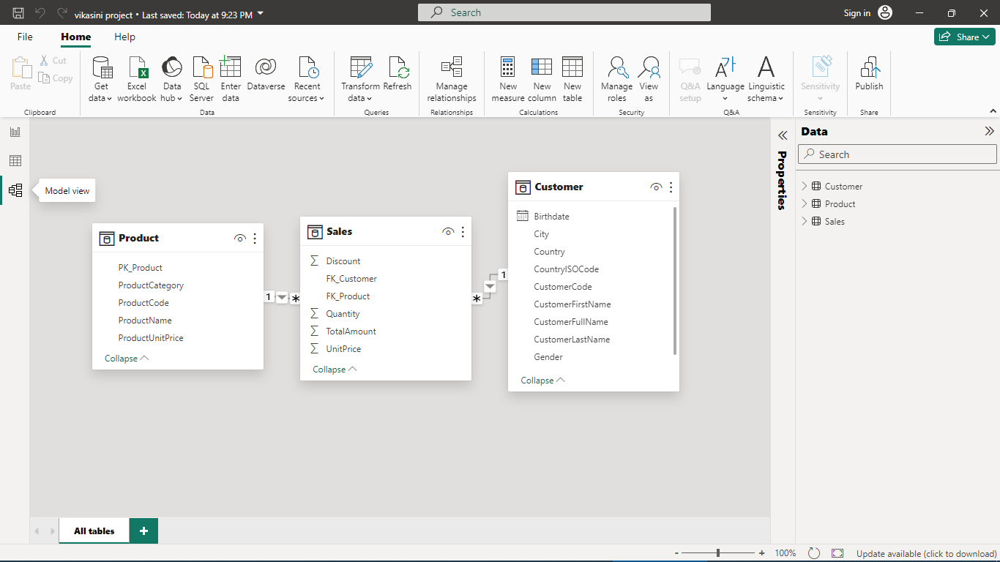 vikasini project • Last saved: Today at 9:23 PM
Search
Sign in
File
Home
Help
Share
Paste
Cut
Copy
Clipboard
Get data
Excel workbook
Data hub
SQL Server
Enter data
Dataverse
Recent sources
Data
Transform data
Refresh
Queries
Manage relationships
Relationships
New measure
New column
New table
Calculations
Manage roles
View as
Security
Q&A setup
Language
Linguistic schema
Q&A
Sensitivity
Sensitivity
Publish
Share
Model view
Product
PK_Product
ProductCategory
ProductCode
ProductName
ProductUnitPrice
Collapse
1
*
Sales
Discount
FK_Customer
FK_Product
Quantity
TotalAmount
UnitPrice
Collapse
*
1
Customer
Birthdate
City
Country
CountryISOCode
CustomerCode
CustomerFirstName
CustomerFullName
CustomerLastName
Gender
Collapse
Properties
Data
Search
Customer
Product
Sales
All tables
+
- + 100%
Update available (click to download)